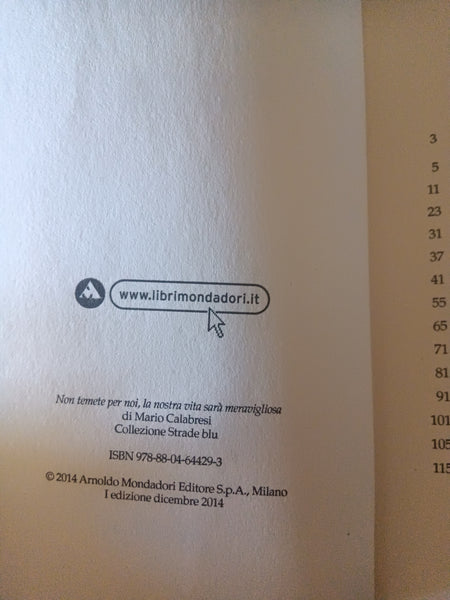 www.librimondadori.it
Non temete per noi, la nostra vita sarà meravigliosa
di Mario Calabresi
Collezione Strade blu
ISBN 978-88-04-64429-3
© 2014 Arnoldo Mondadori Editore S.p.A., Milano
I edizione dicembre 2014
3
5
11
23
31
37
41
55
65
71
81
91
101
105
115